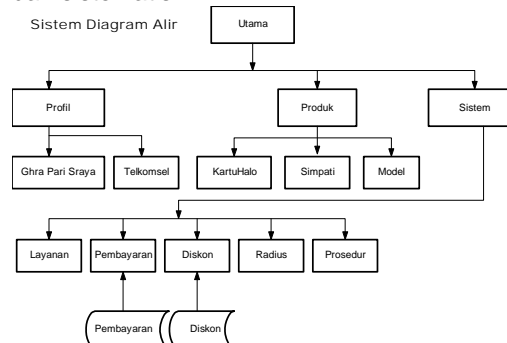 Sistem Diagram Alir
Utama
Profil
Produk
Sistem
Ghra Pari Sraya
Telkomsel
KartuHalo
Simpati
Model
Layanan
Pembayaran
Diskon
Radius
Prosedur
Pembayaran
Diskon